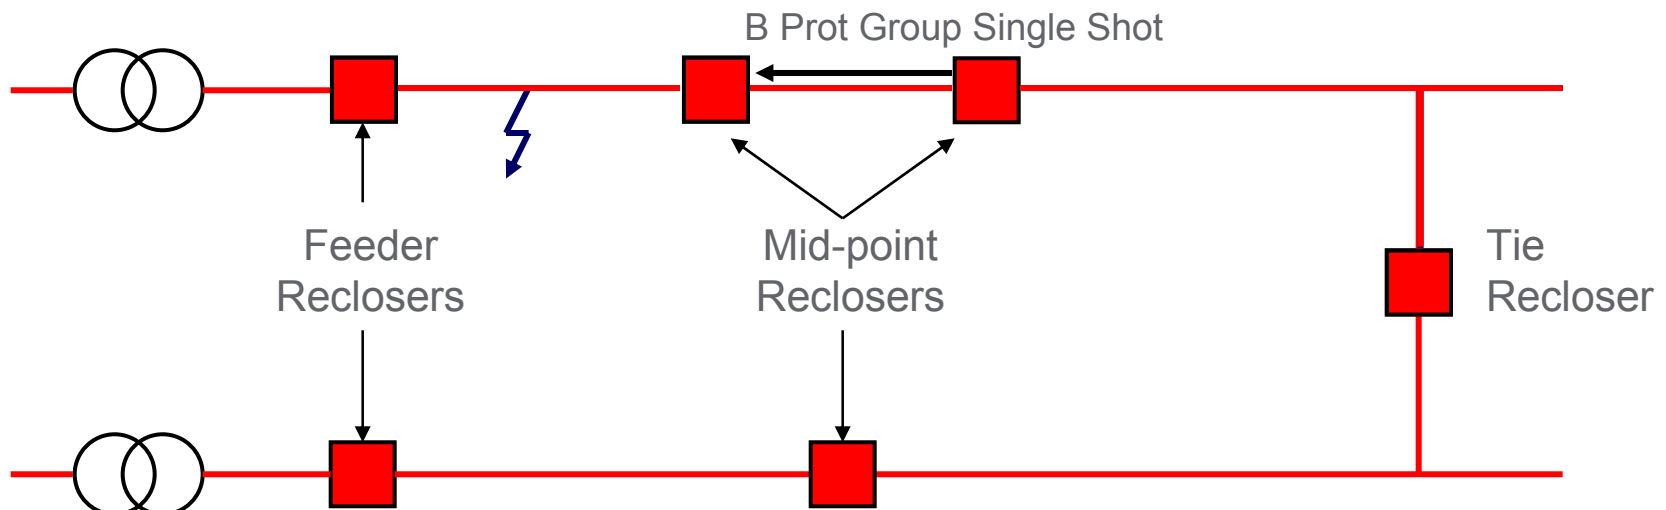 B Prot Group Single Shot
Feeder
Reclosers
Mid-point
Reclosers
Tie
Recloser